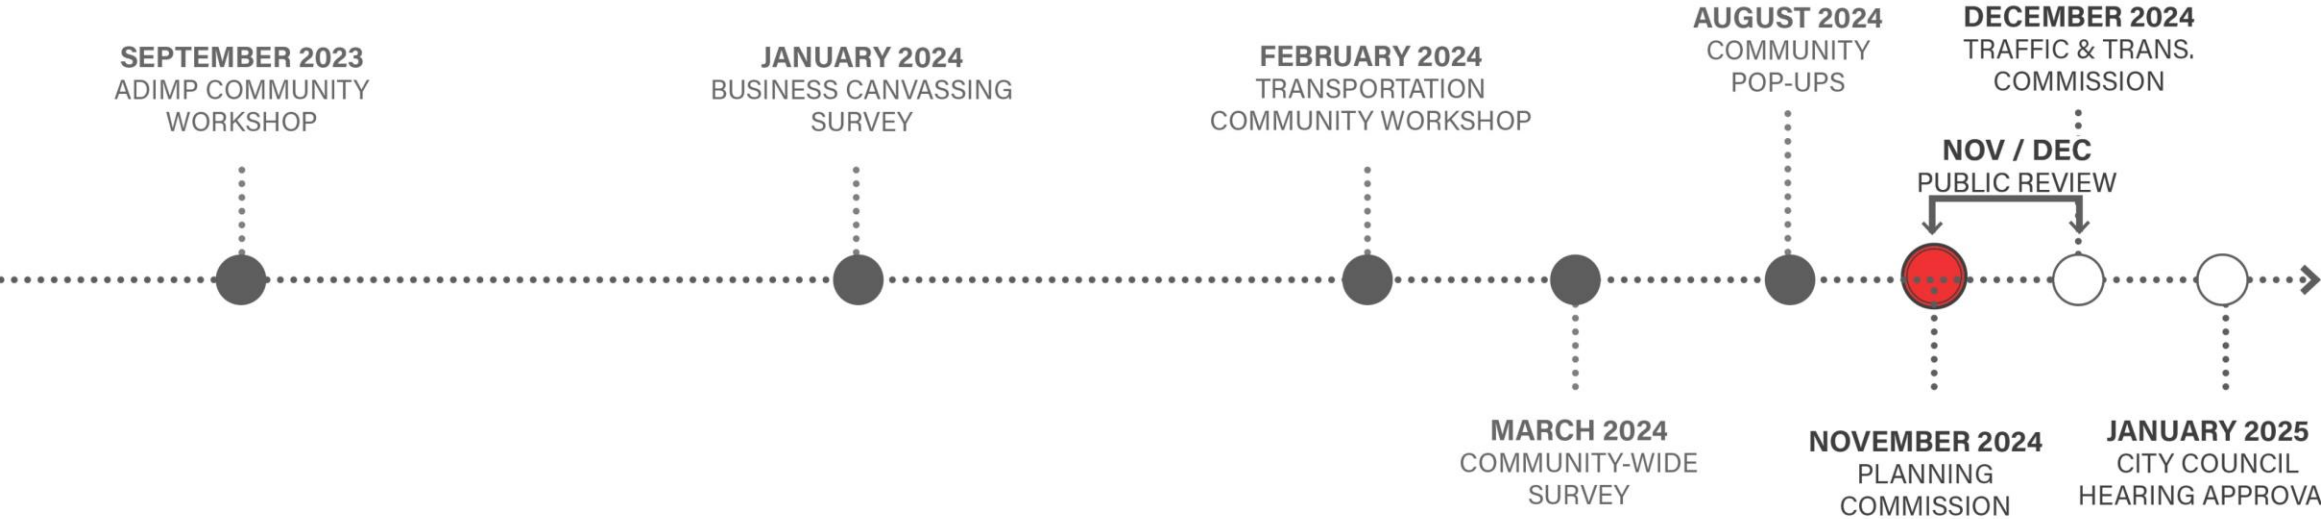 SEPTEMBER 2023
ADIMP COMMUNITY
WORKSHOP
JANUARY 2024
BUSINESS CANVASSING
SURVEY
FEBRUARY 2024
TRANSPORTATION
COMMUNITY WORKSHOP
MARCH 2024
COMMUNITY-WIDE
SURVEY
AUGUST 2024
COMMUNITY
POP-UPS
NOVEMBER 2024
PLANNING
COMMISSION
NOV / DEC
PUBLIC REVIEW
DECEMBER 2024
TRAFFIC & TRANS.
COMMISSION
JANUARY 2025
CITY COUNCIL
HEARING APPROVA